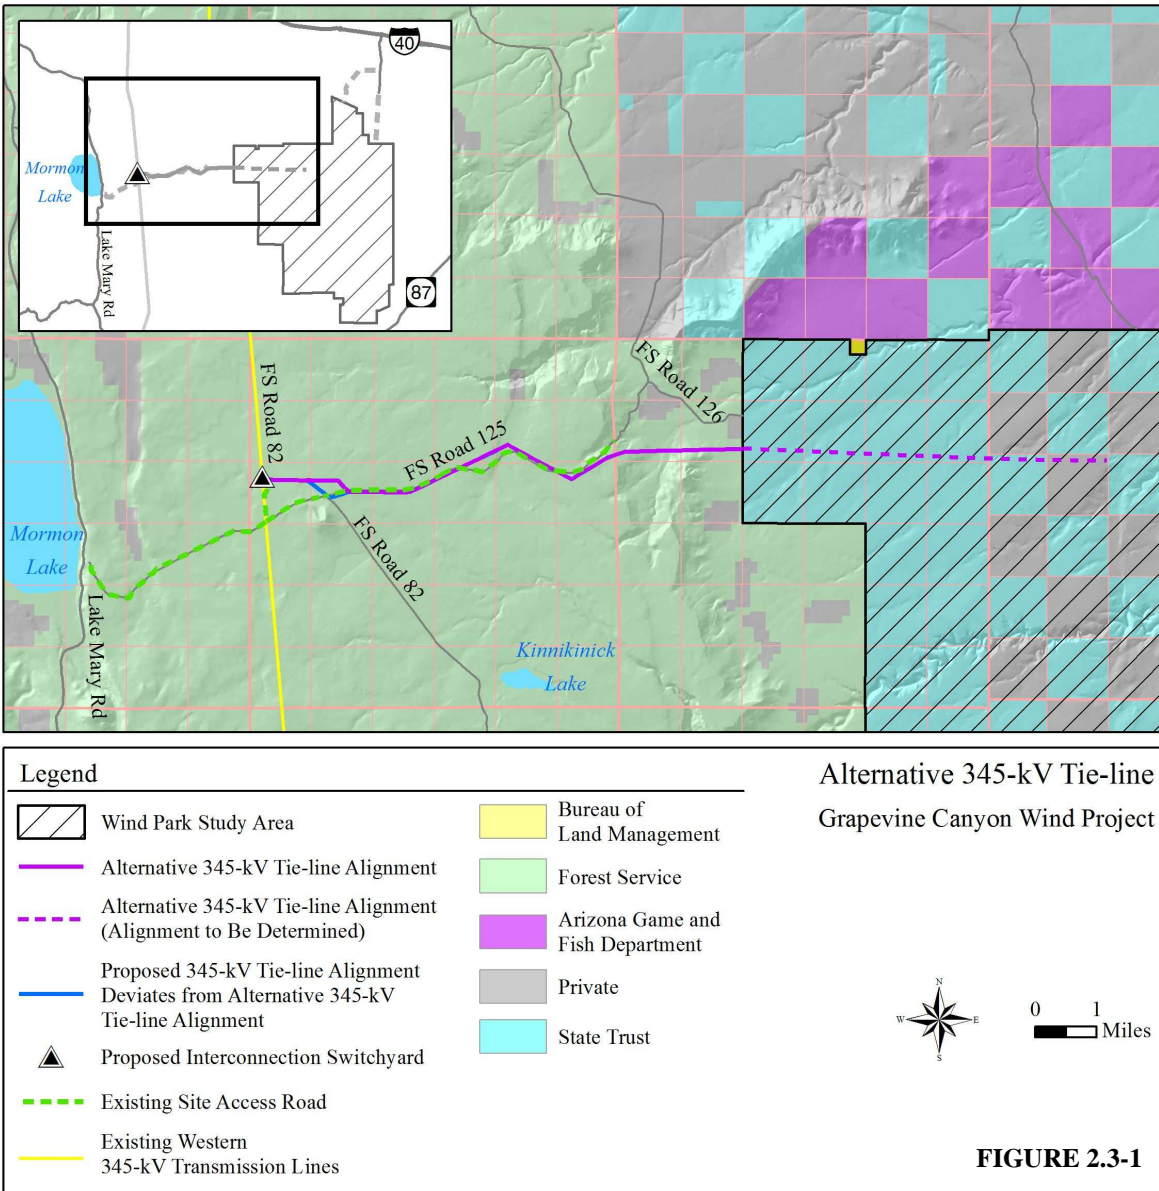 40
Mormon
Lake
Lake Mary Rd
87
FS Road 126
FS Road 82
FS Road 125
FS Road 82
Mormon
Lake
Lake Mary Rd
Kinnikinick
Lake
Legend
Wind Park Study Area
Alternative 345-kV Tie-line Alignment
Alternative 345-kV Tie-line Alignment
(Alignment to Be Determined)
Proposed 345-kV Tie-line Alignment
Deviates from Alternative 345-kV
Tie-line Alignment
Proposed Interconnection Switchyard
Existing Site Access Road
Existing Western
345-kV Transmission Lines
Bureau of
Land Management
Forest Service
Arizona Game and
Fish Department
Private
State Trust
Alternative 345-kV Tie-line
Grapevine Canyon Wind Project
N
W E
S
0 1
Miles
FIGURE 2.3-1